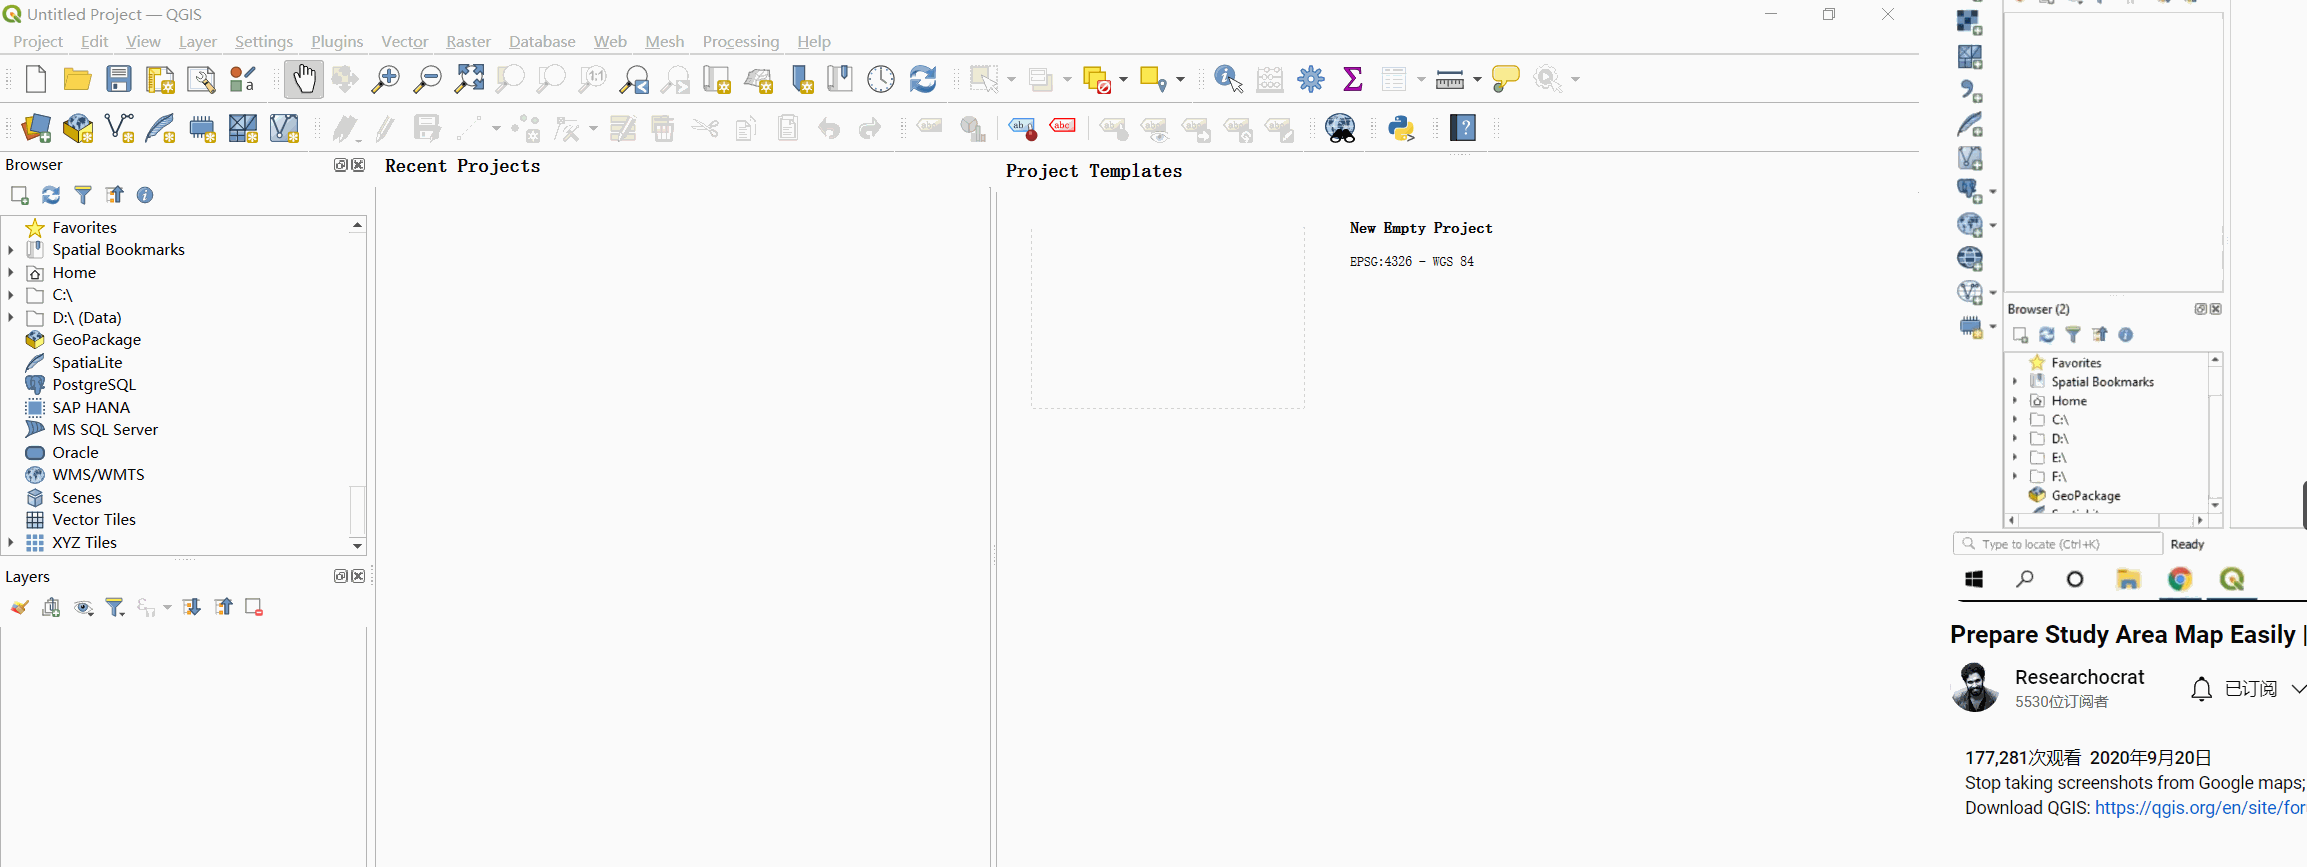 Untitled Project — QGIS
Project Edit View Layer Settings Plugins Vector Raster Database Web Mesh Processing Help
Browser
Favorites
Spatial Bookmarks
Home
C:\
D:\ (Data)
GeoPackage
SpatiaLite
PostgreSQL
SAP HANA
MS SQL Server
Oracle
WMS/WMTS
Scenes
Vector Tiles
XYZ Tiles
Layers
Recent Projects
Project Templates
New Empty Project
EPSG:4326 - WGS 84
Browser (2)
Favorites
Spatial Bookmarks
Home
C:\
D:\
E:\
F:\
GeoPackage
Type to locate (Ctrl+K)
Ready
Prepare Study Area Map Easily |
Researchocrat
5530位订阅者
已订阅
177,281次观看 2020年9月20日
Stop taking screenshots from Google maps;
Download QGIS: https://qgis.org/en/site/for